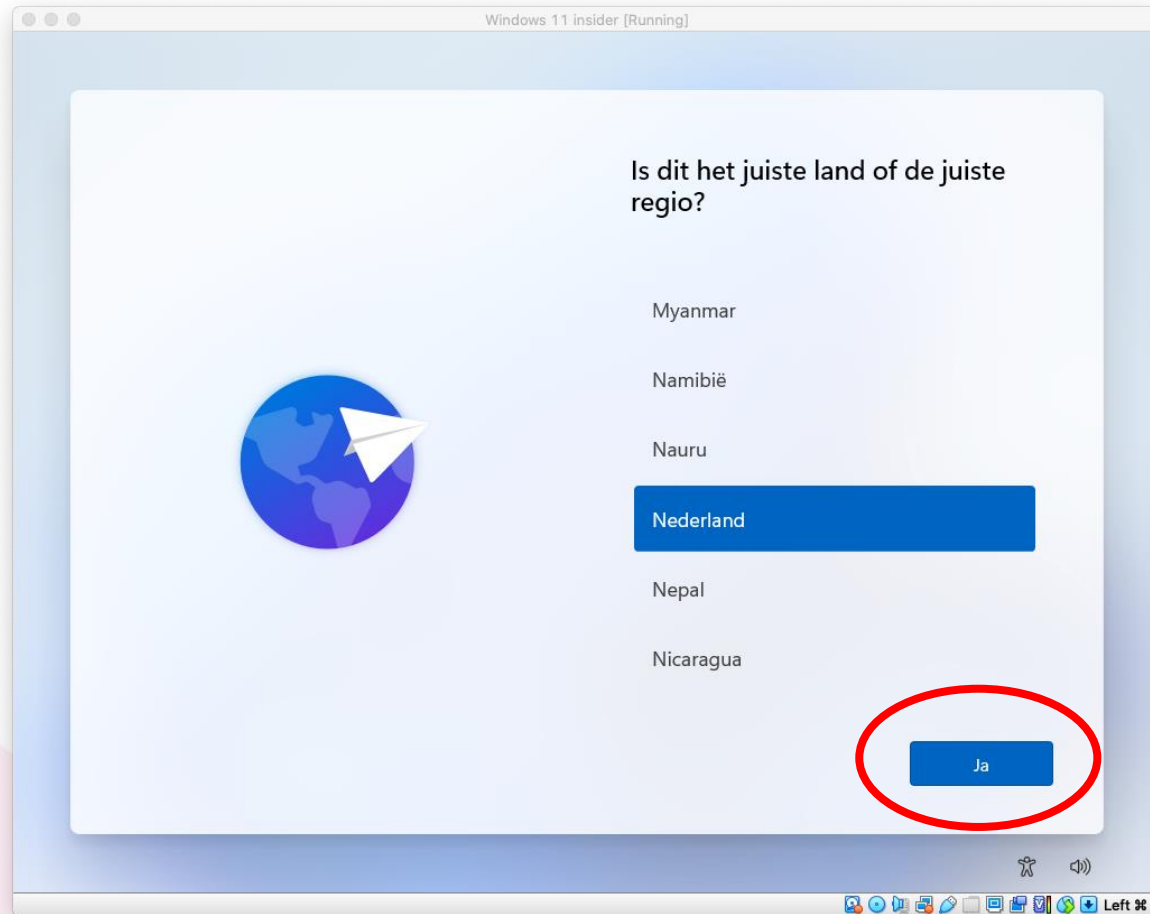 Windows 11 insider [Running]
Is dit het juiste land of de juiste
regio?
Myanmar
Namibië
Nauru
Nederland
Nepal
Nicaragua
Ja
Left ⌘